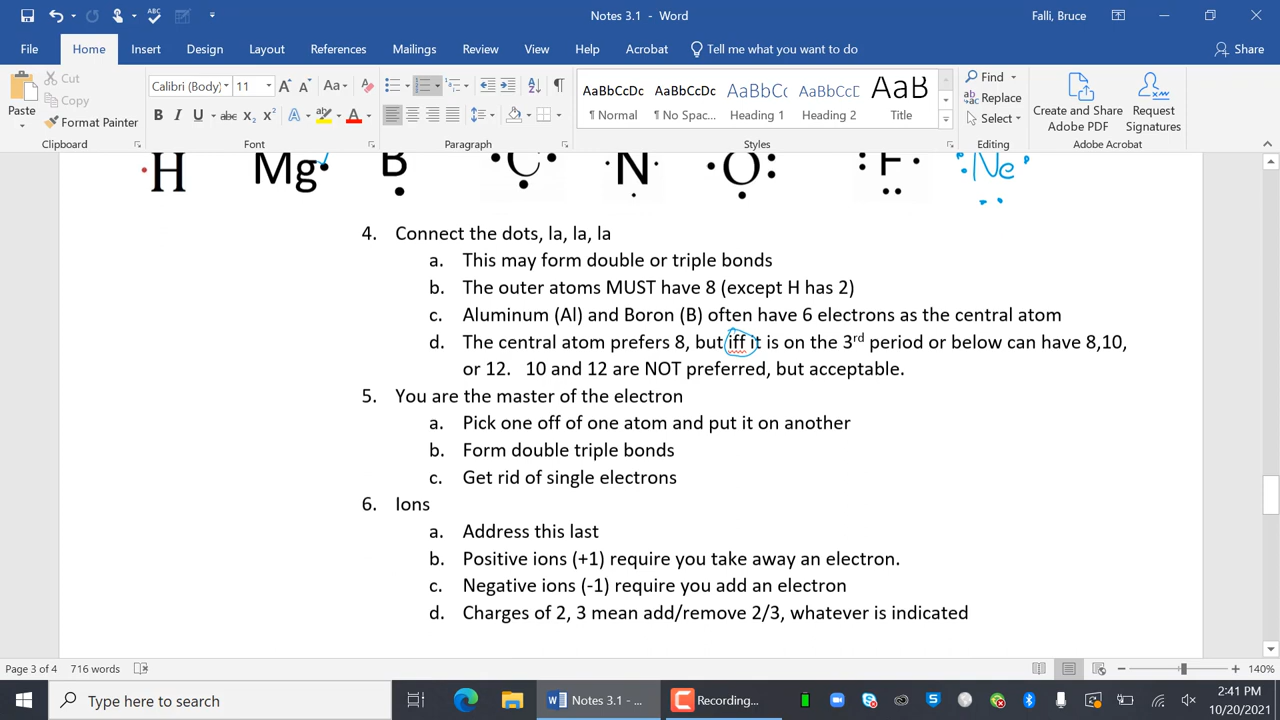 Notes 3.1 - Word
Falli, Bruce
File Home Insert Design Layout References Mailings Review View Help Acrobat Tell me what you want to do Share
Paste
Cut
Copy
Format Painter
Clipboard
Calibri (Body) 11
Aa
B I U abc X2 X2
A A
Font
Paragraph
AaBbCcDc AaBbCcDc AaBbCc AaBbCcD AaB
¶ Normal ¶ No Spac... Heading 1 Heading 2 Title
Styles
Find
Replace
Select
Editing
Create and Share
Adobe PDF
Request
Signatures
Adobe Acrobat
H Mg B C N O F Ne
4. Connect the dots, la, la, la
a. This may form double or triple bonds
b. The outer atoms MUST have 8 (except H has 2)
c. Aluminum (Al) and Boron (B) often have 6 electrons as the central atom
d. The central atom prefers 8, but iff it is on the 3rd period or below can have 8,10,
or 12. 10 and 12 are NOT preferred, but acceptable.
5. You are the master of the electron
a. Pick one off of one atom and put it on another
b. Form double triple bonds
c. Get rid of single electrons
6. Ions
a. Address this last
b. Positive ions (+1) require you take away an electron.
c. Negative ions (-1) require you add an electron
d. Charges of 2, 3 mean add/remove 2/3, whatever is indicated
Page 3 of 4 716 words 140%
Type here to search
Notes 3.1 - ...
Recording...
2:41 PM
10/20/2021